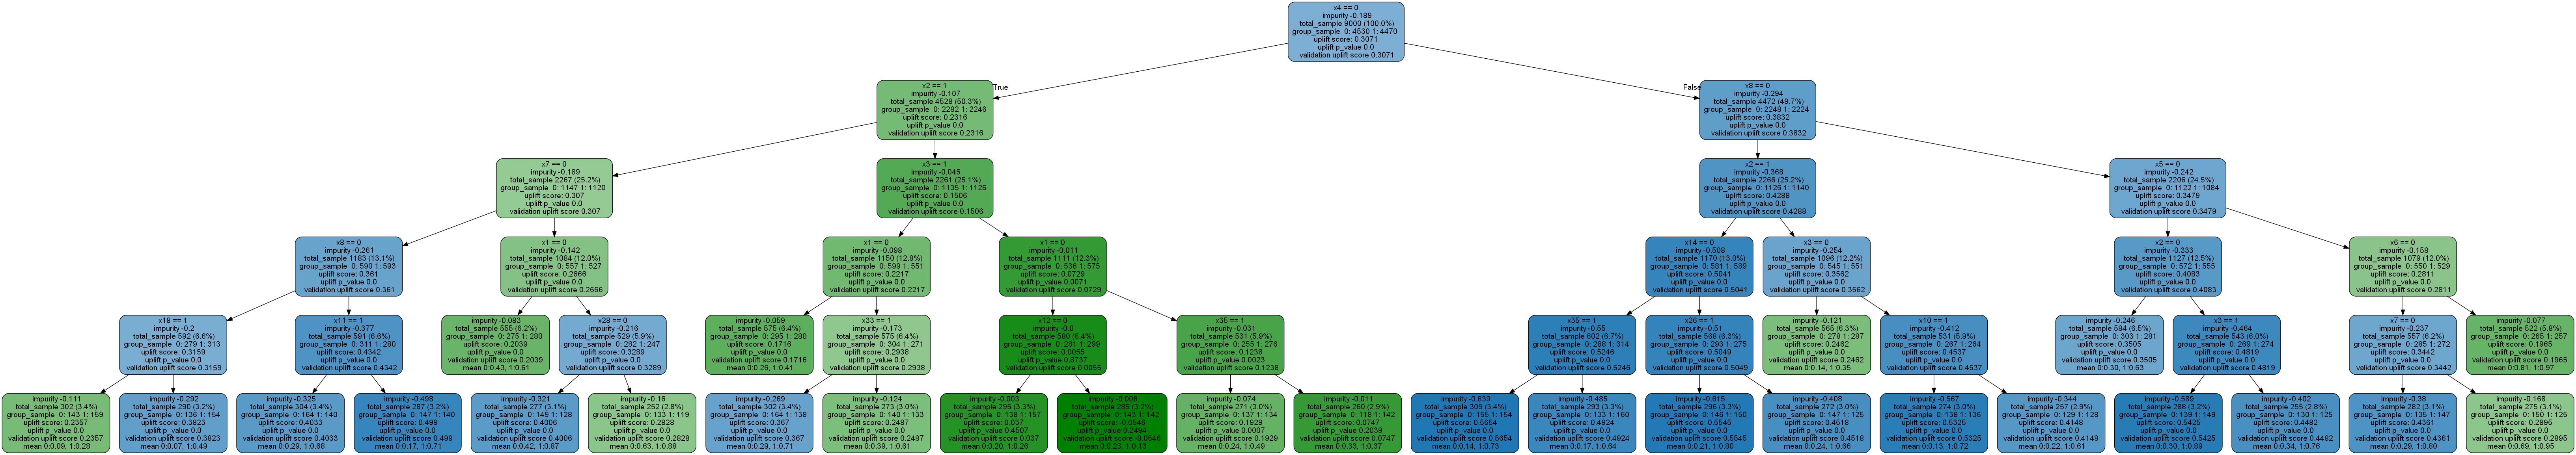 x4 == 0
impurity -0.189
total_sample 9000 (100.0%)
group_sample 0: 4530 1: 4470
uplift score: 0.3071
uplift p_value 0.0
validation uplift score 0.3071
True
False
x2 == 1
impurity -0.107
total_sample 4528 (50.3%)
group_sample 0: 2282 1: 2246
uplift score: 0.2316
uplift p_value 0.0
validation uplift score 0.2316
x8 == 0
impurity -0.294
total_sample 4472 (49.7%)
group_sample 0: 2248 1: 2224
uplift score: 0.3832
uplift p_value 0.0
validation uplift score 0.3832
x7 == 0
impurity -0.189
total_sample 2267 (25.2%)
group_sample 0: 1147 1: 1120
uplift score: 0.307
uplift p_value 0.0
validation uplift score 0.307
x3 == 1
impurity -0.045
total_sample 2261 (25.1%)
group_sample 0: 1135 1: 1126
uplift score: 0.1506
uplift p_value 0.0
validation uplift score 0.1506
x2 == 1
impurity -0.368
total_sample 2266 (25.2%)
group_sample 0: 1126 1: 1140
uplift score: 0.4288
uplift p_value 0.0
validation uplift score 0.4288
x5 == 0
impurity -0.242
total_sample 2206 (24.5%)
group_sample 0: 1122 1: 1084
uplift score: 0.3479
uplift p_value 0.0
validation uplift score 0.3479
x8 == 0
impurity -0.261
total_sample 1183 (13.1%)
group_sample 0: 590 1: 593
uplift score: 0.361
uplift p_value 0.0
validation uplift score 0.361
x1 == 0
impurity -0.142
total_sample 1084 (12.0%)
group_sample 0: 557 1: 527
uplift score: 0.2666
uplift p_value 0.0
validation uplift score 0.2666
x1 == 0
impurity -0.098
total_sample 1150 (12.8%)
group_sample 0: 599 1: 551
uplift score: 0.2217
uplift p_value 0.0
validation uplift score 0.2217
x1 == 0
impurity -0.011
total_sample 1111 (12.3%)
group_sample 0: 536 1: 575
uplift score: 0.0729
uplift p_value 0.0071
validation uplift score 0.0729
x14 == 0
impurity -0.508
total_sample 1170 (13.0%)
group_sample 0: 581 1: 589
uplift score: 0.5041
uplift p_value 0.0
validation uplift score 0.5041
x3 == 0
impurity -0.254
total_sample 1096 (12.2%)
group_sample 0: 545 1: 551
uplift score: 0.3562
uplift p_value 0.0
validation uplift score 0.3562
x2 == 0
impurity -0.333
total_sample 1127 (12.5%)
group_sample 0: 572 1: 555
uplift score: 0.4083
uplift p_value 0.0
validation uplift score 0.4083
x6 == 0
impurity -0.158
total_sample 1079 (12.0%)
group_sample 0: 550 1: 529
uplift score: 0.2811
uplift p_value 0.0
validation uplift score 0.2811
x18 == 1
impurity -0.2
total_sample 592 (6.6%)
group_sample 0: 279 1: 313
uplift score: 0.3159
uplift p_value 0.0
validation uplift score 0.3159
x11 == 1
impurity -0.377
total_sample 591 (6.6%)
group_sample 0: 311 1: 280
uplift score: 0.4342
uplift p_value 0.0
validation uplift score 0.4342
impurity -0.083
total_sample 555 (6.2%)
group_sample 0: 275 1: 280
uplift score: 0.2039
uplift p_value 0.0
validation uplift score 0.2039
mean 0:0.43, 1:0.61
x28 == 0
impurity -0.216
total_sample 529 (5.9%)
group_sample 0: 282 1: 247
uplift score: 0.3289
uplift p_value 0.0
validation uplift score 0.3289
impurity -0.059
total_sample 575 (6.4%)
group_sample 0: 295 1: 280
uplift score: 0.1716
uplift p_value 0.0
validation uplift score 0.1716
mean 0:0.26, 1:0.41
x33 == 1
impurity -0.173
total_sample 575 (6.4%)
group_sample 0: 304 1: 271
uplift score: 0.2938
uplift p_value 0.0
validation uplift score 0.2938
x12 == 0
impurity -0.0
total_sample 580 (6.4%)
group_sample 0: 281 1: 299
uplift score: 0.0055
uplift p_value 0.8737
validation uplift score 0.0055
x35 == 1
impurity -0.031
total_sample 531 (5.9%)
group_sample 0: 255 1: 276
uplift score: 0.1238
uplift p_value 0.0023
validation uplift score 0.1238
x35 == 1
impurity -0.55
total_sample 602 (6.7%)
group_sample 0: 288 1: 314
uplift score: 0.5246
uplift p_value 0.0
validation uplift score 0.5246
x26 == 1
impurity -0.51
total_sample 568 (6.3%)
group_sample 0: 293 1: 275
uplift score: 0.5049
uplift p_value 0.0
validation uplift score 0.5049
impurity -0.121
total_sample 565 (6.3%)
group_sample 0: 278 1: 287
uplift score: 0.2462
uplift p_value 0.0
validation uplift score 0.2462
mean 0:0.14, 1:0.35
x10 == 1
impurity -0.412
total_sample 531 (5.9%)
group_sample 0: 267 1: 264
uplift score: 0.4537
uplift p_value 0.0
validation uplift score 0.4537
impurity -0.246
total_sample 584 (6.5%)
group_sample 0: 303 1: 281
uplift score: 0.3505
uplift p_value 0.0
validation uplift score 0.3505
mean 0:0.30, 1:0.63
x3 == 1
impurity -0.464
total_sample 543 (6.0%)
group_sample 0: 269 1: 274
uplift score: 0.4819
uplift p_value 0.0
validation uplift score 0.4819
x7 == 0
impurity -0.237
total_sample 557 (6.2%)
group_sample 0: 285 1: 272
uplift score: 0.3442
uplift p_value 0.0
validation uplift score 0.3442
impurity -0.077
total_sample 522 (5.8%)
group_sample 0: 265 1: 257
uplift score: 0.1965
uplift p_value 0.0
validation uplift score 0.1965
mean 0:0.81, 1:0.97
impurity -0.111
total_sample 302 (3.4%)
group_sample 0: 143 1: 159
uplift score: 0.2357
uplift p_value 0.0
validation uplift score 0.2357
mean 0:0.09, 1:0.28
impurity -0.292
total_sample 290 (3.2%)
group_sample 0: 136 1: 154
uplift score: 0.3823
uplift p_value 0.0
validation uplift score 0.3823
mean 0:0.07, 1:0.49
impurity -0.325
total_sample 304 (3.4%)
group_sample 0: 164 1: 140
uplift score: 0.4033
uplift p_value 0.0
validation uplift score 0.4033
mean 0:0.29, 1:0.68
impurity -0.498
total_sample 287 (3.2%)
group_sample 0: 147 1: 140
uplift score: 0.499
uplift p_value 0.0
validation uplift score 0.499
mean 0:0.17, 1:0.71
impurity -0.321
total_sample 277 (3.1%)
group_sample 0: 149 1: 128
uplift score: 0.4006
uplift p_value 0.0
validation uplift score 0.4006
mean 0:0.42, 1:0.87
impurity -0.16
total_sample 252 (2.8%)
group_sample 0: 133 1: 119
uplift score: 0.2828
uplift p_value 0.0
validation uplift score 0.2828
mean 0:0.63, 1:0.88
impurity -0.269
total_sample 302 (3.4%)
group_sample 0: 164 1: 138
uplift score: 0.367
uplift p_value 0.0
validation uplift score 0.367
mean 0:0.29, 1:0.71
impurity -0.124
total_sample 273 (3.0%)
group_sample 0: 140 1: 133
uplift score: 0.2487
uplift p_value 0.0
validation uplift score 0.2487
mean 0:0.39, 1:0.61
impurity -0.003
total_sample 295 (3.3%)
group_sample 0: 138 1: 157
uplift score: 0.037
uplift p_value 0.4507
validation uplift score 0.037
mean 0:0.20, 1:0.26
impurity -0.006
total_sample 285 (3.2%)
group_sample 0: 143 1: 142
uplift score: -0.0546
uplift p_value 0.2494
validation uplift score -0.0546
mean 0:0.23, 1:0.13
impurity -0.074
total_sample 271 (3.0%)
group_sample 0: 137 1: 134
uplift score: 0.1929
uplift p_value 0.0007
validation uplift score 0.1929
mean 0:0.24, 1:0.49
impurity -0.011
total_sample 260 (2.9%)
group_sample 0: 118 1: 142
uplift score: 0.0747
uplift p_value 0.2039
validation uplift score 0.0747
mean 0:0.33, 1:0.37
impurity -0.639
total_sample 309 (3.4%)
group_sample 0: 155 1: 154
uplift score: 0.5654
uplift p_value 0.0
validation uplift score 0.5654
mean 0:0.14, 1:0.73
impurity -0.485
total_sample 293 (3.3%)
group_sample 0: 133 1: 160
uplift score: 0.4924
uplift p_value 0.0
validation uplift score 0.4924
mean 0:0.17, 1:0.64
impurity -0.615
total_sample 296 (3.3%)
group_sample 0: 146 1: 150
uplift score: 0.5545
uplift p_value 0.0
validation uplift score 0.5545
mean 0:0.21, 1:0.80
impurity -0.408
total_sample 272 (3.0%)
group_sample 0: 147 1: 125
uplift score: 0.4518
uplift p_value 0.0
validation uplift score 0.4518
mean 0:0.24, 1:0.66
impurity -0.567
total_sample 274 (3.0%)
group_sample 0: 138 1: 136
uplift score: 0.5325
uplift p_value 0.0
validation uplift score 0.5325
mean 0:0.13, 1:0.72
impurity -0.344
total_sample 257 (2.9%)
group_sample 0: 129 1: 128
uplift score: 0.4148
uplift p_value 0.0
validation uplift score 0.4148
mean 0:0.22, 1:0.61
impurity -0.589
total_sample 288 (3.2%)
group_sample 0: 139 1: 149
uplift score: 0.5425
uplift p_value 0.0
validation uplift score 0.5425
mean 0:0.30, 1:0.89
impurity -0.402
total_sample 255 (2.8%)
group_sample 0: 130 1: 125
uplift score: 0.4482
uplift p_value 0.0
validation uplift score 0.4482
mean 0:0.34, 1:0.76
impurity -0.38
total_sample 282 (3.1%)
group_sample 0: 135 1: 147
uplift score: 0.4361
uplift p_value 0.0
validation uplift score 0.4361
mean 0:0.29, 1:0.80
impurity -0.168
total_sample 275 (3.1%)
group_sample 0: 150 1: 125
uplift score: 0.2895
uplift p_value 0.0
validation uplift score 0.2895
mean 0:0.69, 1:0.95